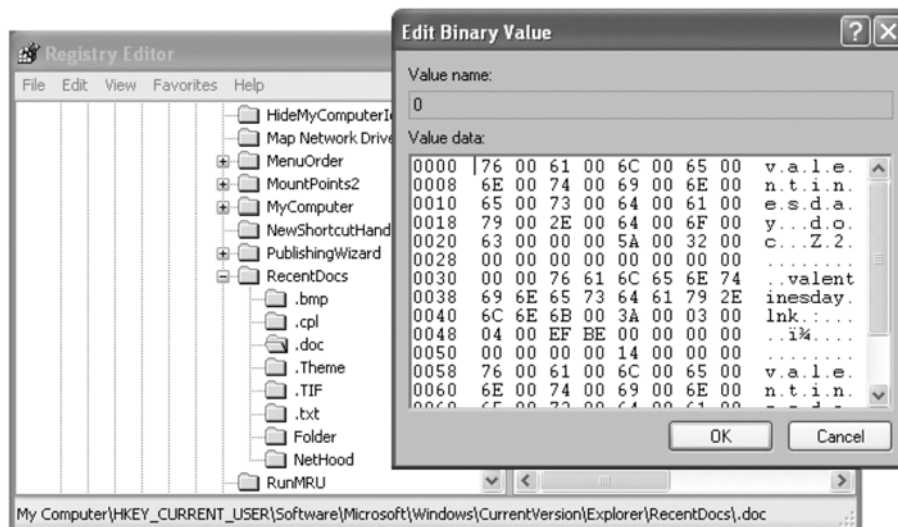 Registry Editor
File Edit View Favorites Help
HideMyComputerI
Map Network Drive
MenuOrder
MountPoints2
MyComputer
NewShortcutHand
PublishingWizard
RecentDocs
.bmp
.cpl
.doc
.Theme
.TIF
.txt
Folder
NetHood
RunMRU
My Computer\HKEY_CURRENT_USER\Software\Microsoft\Windows\CurrentVersion\Explorer\RecentDocs\.doc
Edit Binary Value
Value name:
0
Value data:
0000 76 00 61 00 6C 00 65 00 v.a.l.e.
0008 6E 00 74 00 69 00 6E 00 n.t.i.n.
0010 65 00 73 00 64 00 61 00 e.s.d.a.
0018 79 00 2E 00 64 00 6F 00 y...d.o.
0020 63 00 00 00 5A 00 32 00 c...Z.2.
0028 00 00 00 00 00 00 00 00 ........
0030 00 00 76 61 6C 65 6E 74 ..valent
0038 69 6E 65 73 64 61 79 2E inesday.
0040 6C 6E 6B 00 3A 00 03 00 lnk.:...
0048 04 00 EF BE 00 00 00 00 ..ï¾....
0050 00 00 00 00 14 00 00 00 ........
0058 76 00 61 00 6C 00 65 00 v.a.l.e.
0060 6E 00 74 00 69 00 6E 00 n.t.i.n.
OK Cancel